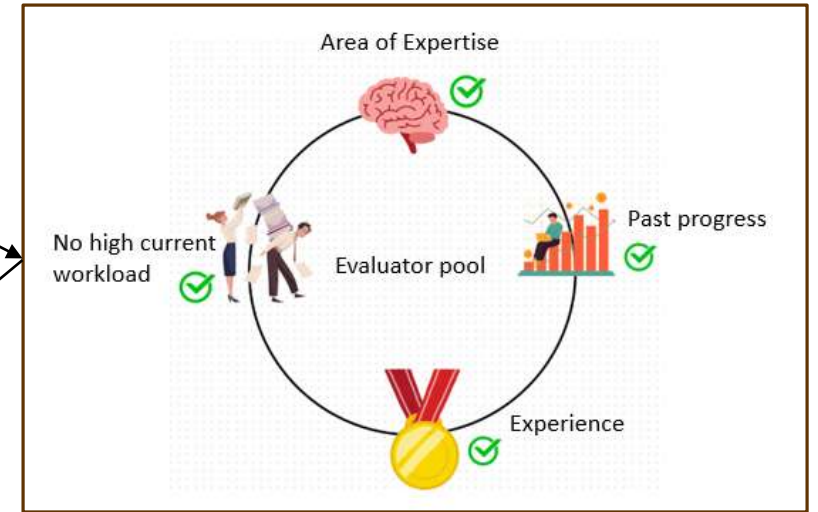 Area of Expertise
Past progress
No high current
workload
Evaluator pool
Experience